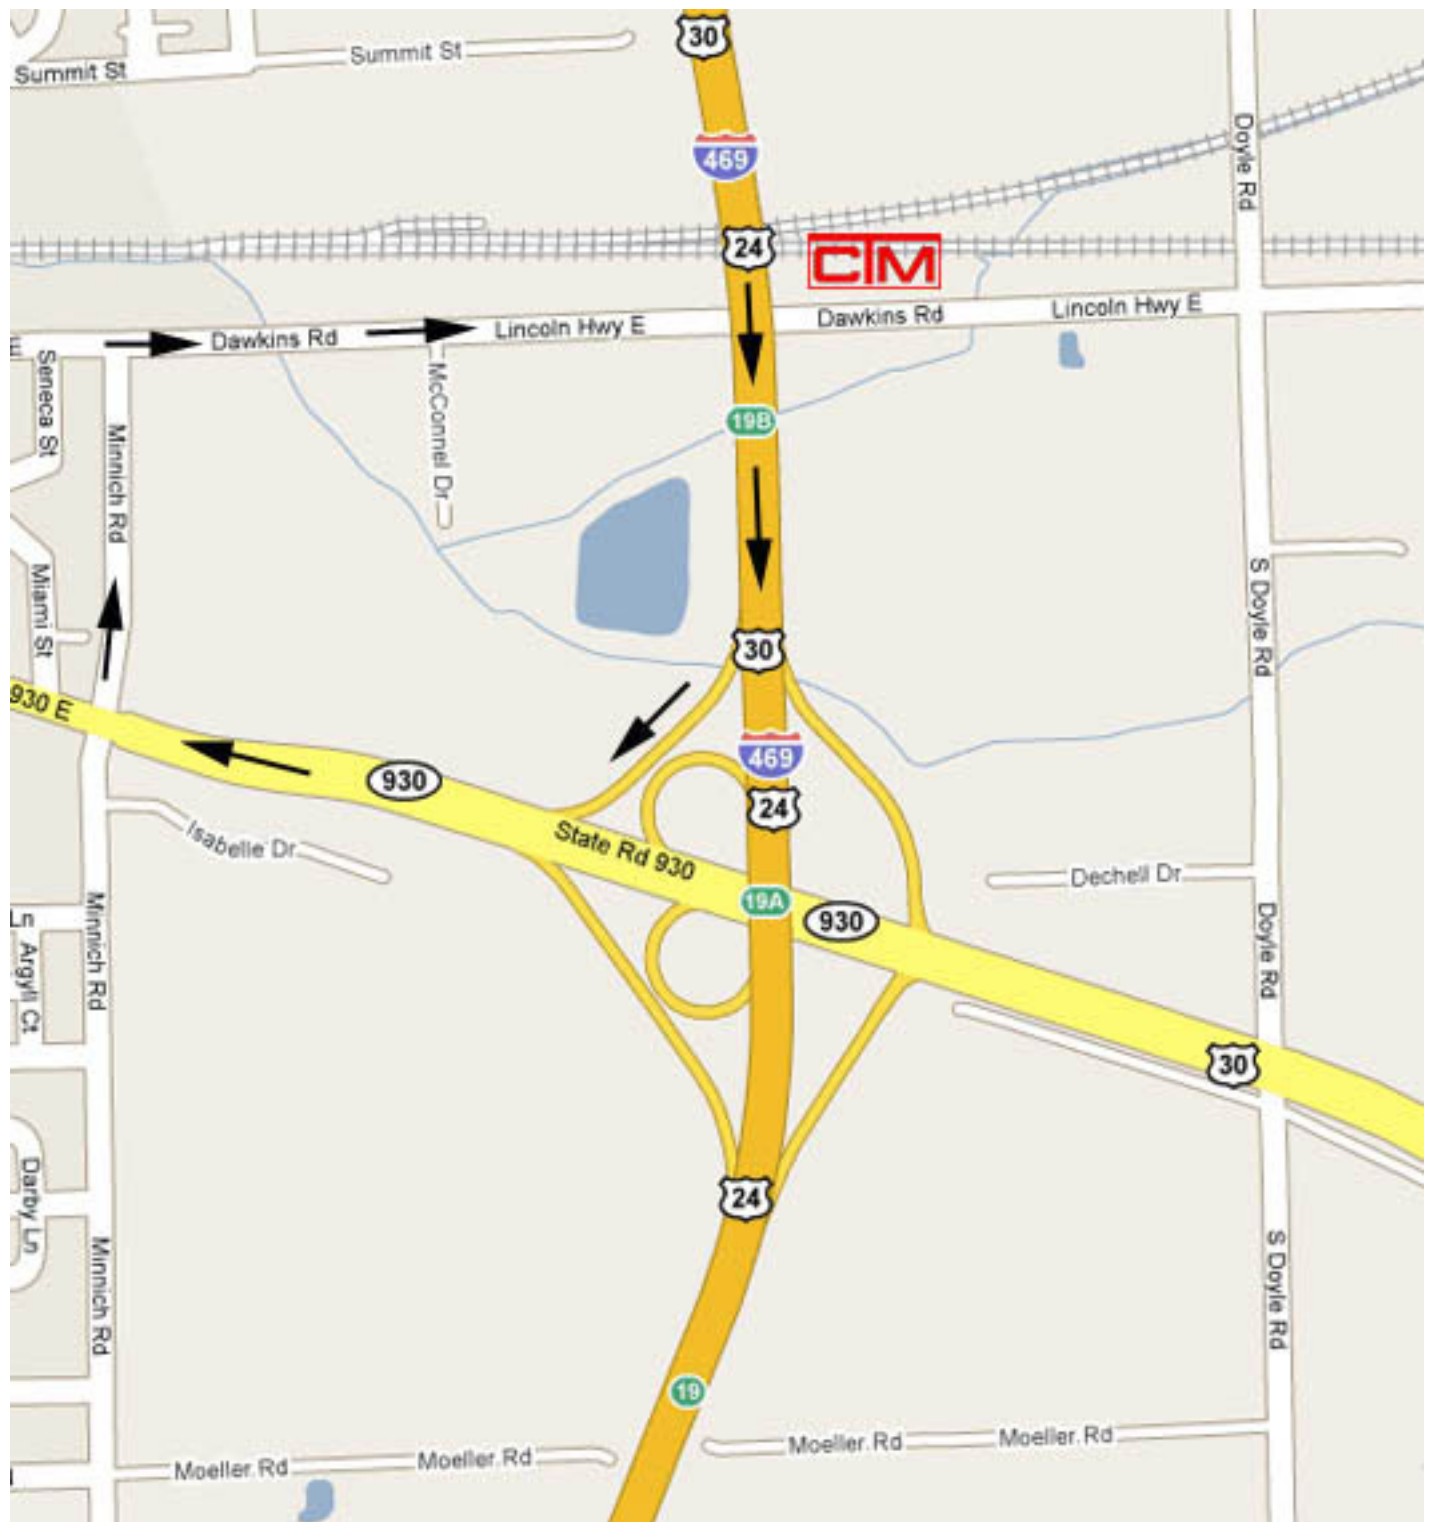 30
Summit St
Summit St
Doyle Rd
469
24
CTM
Lincoln Hwy E
Dawkins Rd
Lincoln Hwy E
Dawkins Rd
Seneca St
McConnel Dr
19B
Minnich Rd
Miami St
S Doyle Rd
30
930 E
469
930
24
State Rd 930
Isabelle Dr
Dechell Dr
19A
930
Minnich Rd
Doyle Rd
Ln
Argyll Ct
30
Darby Ln
24
Minnich Rd
S Doyle Rd
19
Moeller Rd
Moeller Rd
Moeller Rd
Moeller Rd